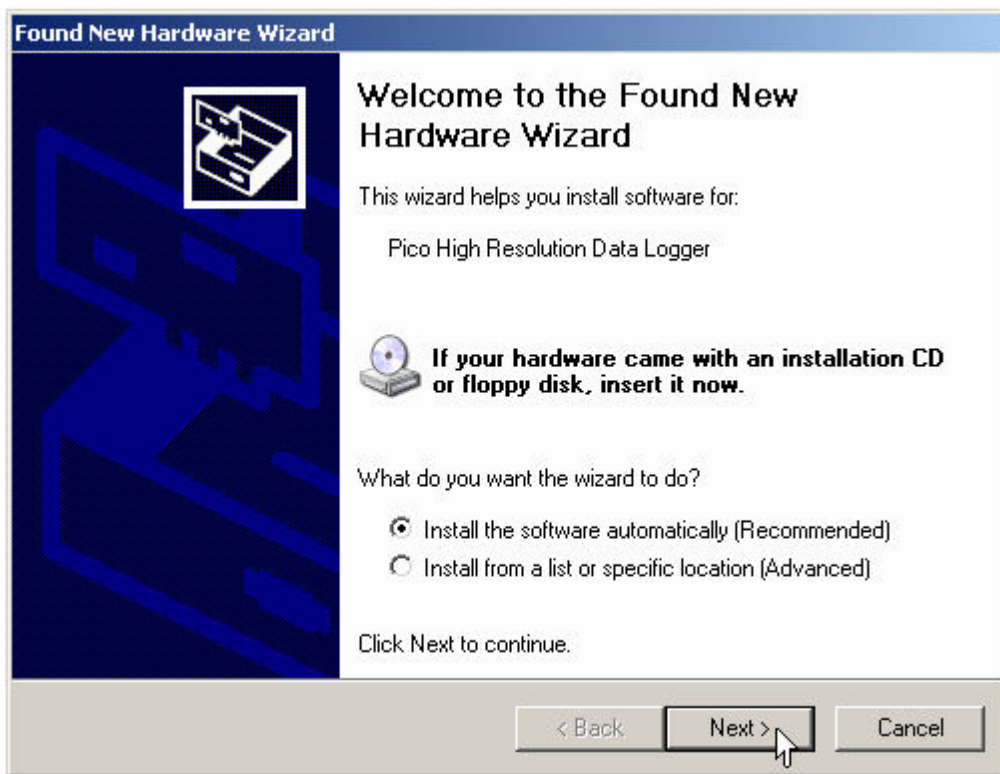 Found New Hardware Wizard
Welcome to the Found New
Hardware Wizard
This wizard helps you install software for:
Pico High Resolution Data Logger
If your hardware came with an installation CD
or floppy disk, insert it now.
What do you want the wizard to do?
Install the software automatically (Recommended)
Install from a list or specific location (Advanced)
Click Next to continue.
< Back Next > Cancel